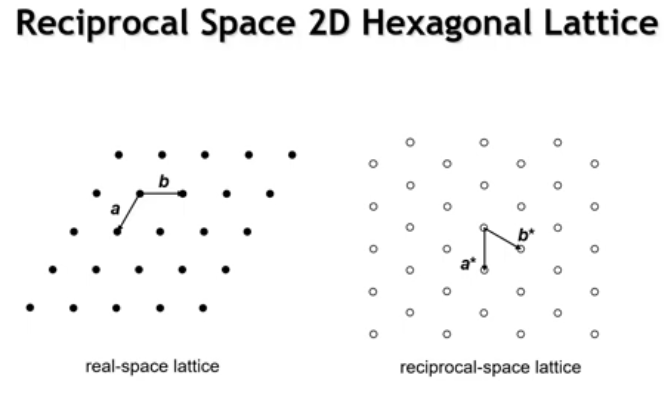 Reciprocal Space 2D Hexagonal Lattice
b
a
b*
a*
real-space lattice
reciprocal-space lattice